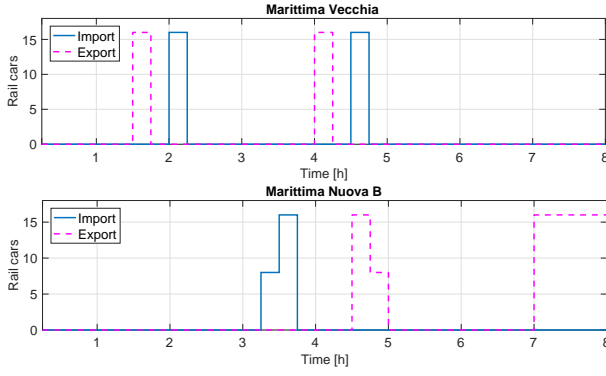 Marittima Vecchia
Import
Export
Rail cars
15
10
5
0
1 2 3 4 5 6 7 8
Time [h]
Marittima Nuova B
Import
Export
Rail cars
15
10
5
0
1 2 3 4 5 6 7 8
Time [h]